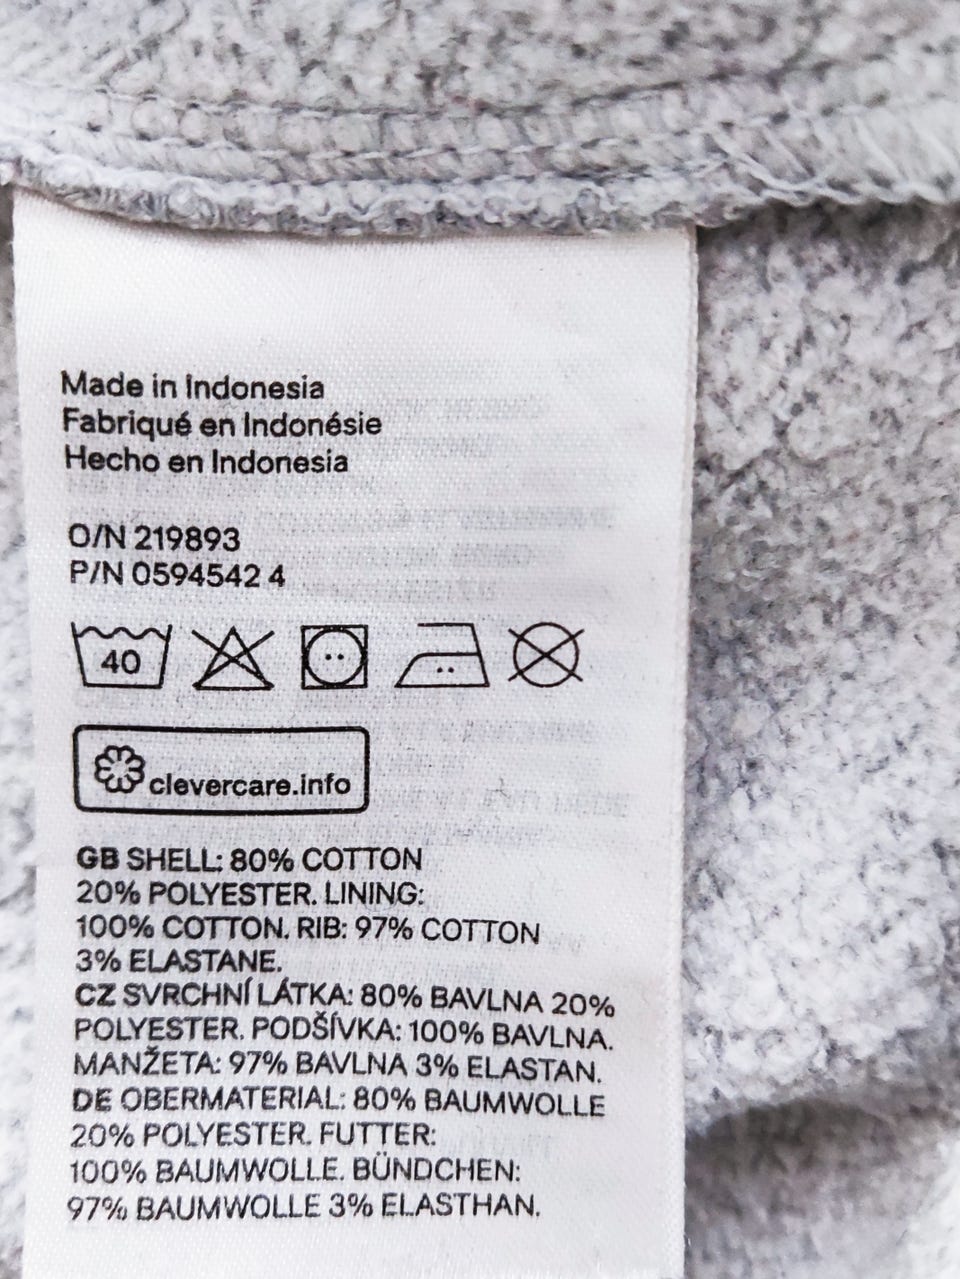 Made in Indonesia
Fabriqué en Indonésie
Hecho en Indonesia
O/N 219893
P/N 0594542 4
40
clevercare.info
GB SHELL: 80% COTTON
20% POLYESTER. LINING:
100% COTTON. RIB: 97% COTTON
3% ELASTANE.
CZ SVRCHNÍ LÁTKA: 80% BAVLNA 20%
POLYESTER. PODŠÍVKA: 100% BAVLNA.
MANŽETA: 97% BAVLNA 3% ELASTAN.
DE OBERMATERIAL: 80% BAUMWOLLE
20% POLYESTER. FUTTER:
100% BAUMWOLLE. BÜNDCHEN:
97% BAUMWOLLE 3% ELASTHAN.